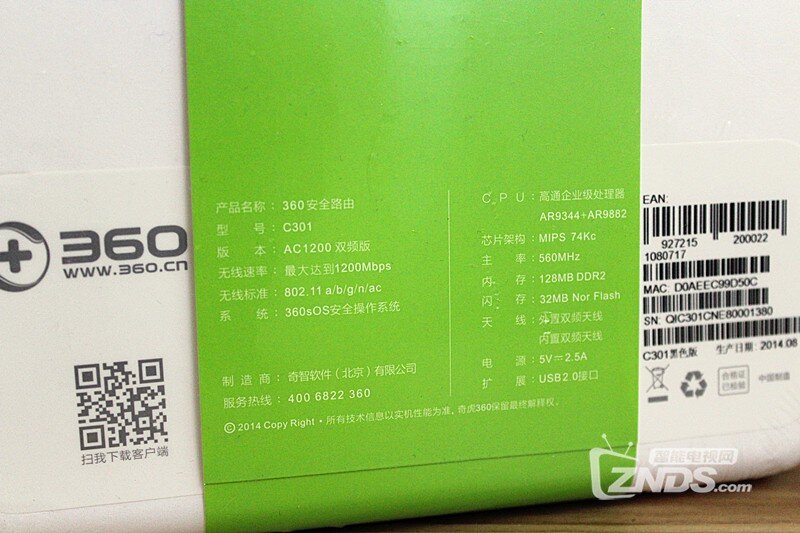 360
www.360.cn
扫我下载客户端
产品名称：360安全路由
型 号：C301
版 本：AC1200 双频版
无线速率：最大达到1200Mbps
无线标准：802.11 a/b/g/n/ac
系 统：360sOS安全操作系统
制 造 商：奇智软件（北京）有限公司
服务热线：400 6822 360
©2014 Copy Right・所有技术信息以实机性能为准，奇虎360保留最终解释权。
C P U：高通企业级处理器
AR9344+AR9882
芯片架构：MIPS 74Kc
主 率：560MHz
内 存：128MB DDR2
闪 存：32MB Nor Flash
天 线：外置双频天线
内置双频天线
电 源：5V⎓2.5A
扩 展：USB2.0接口
EAN:
927215 200022
1080717
MAC: D0AEEC99D50C
SN: QIC301CNE80001380
C301黑色版 生产日期: 2014.08
合格证
已检验
中国制造
智能电视网
ZNDS.com